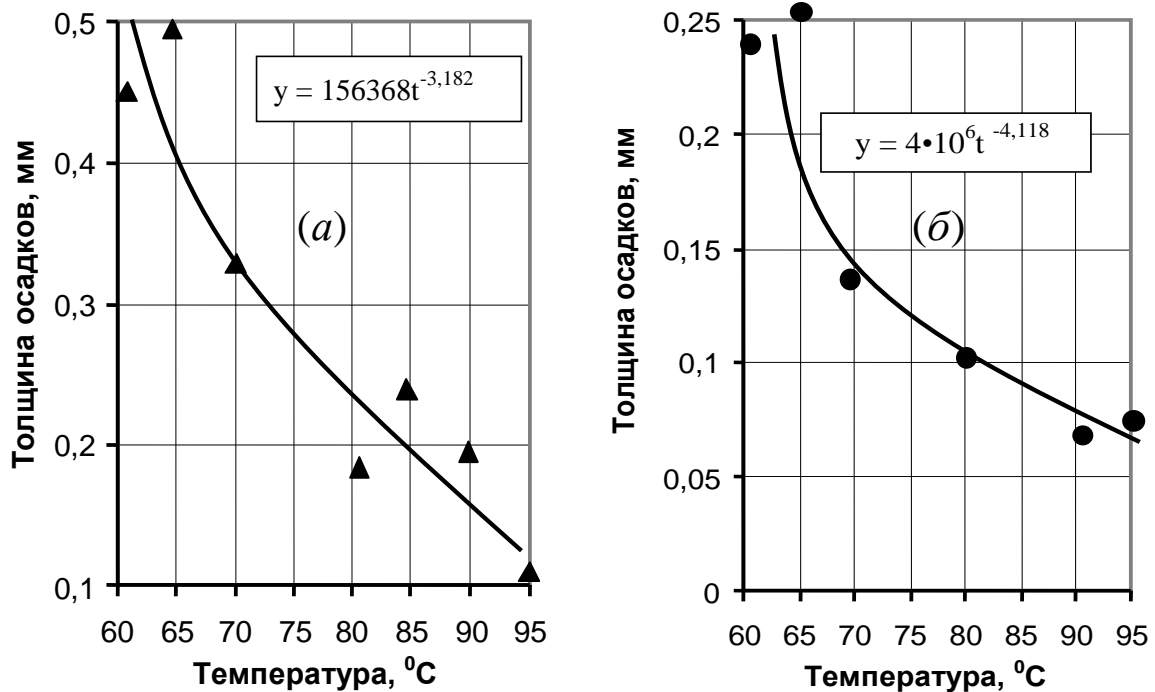 0,5
0,4
0,3
0,2
0,1
60 65 70 75 80 85 90 95
Толщина осадков, мм
Температура, ⁰С
y = 156368t^-3,182
(а)
0,25
0,2
0,15
0,1
0,05
0
60 65 70 75 80 85 90 95
Толщина осадков, мм
Температура, ⁰С
y = 4•10^6t ^-4,118
(б)